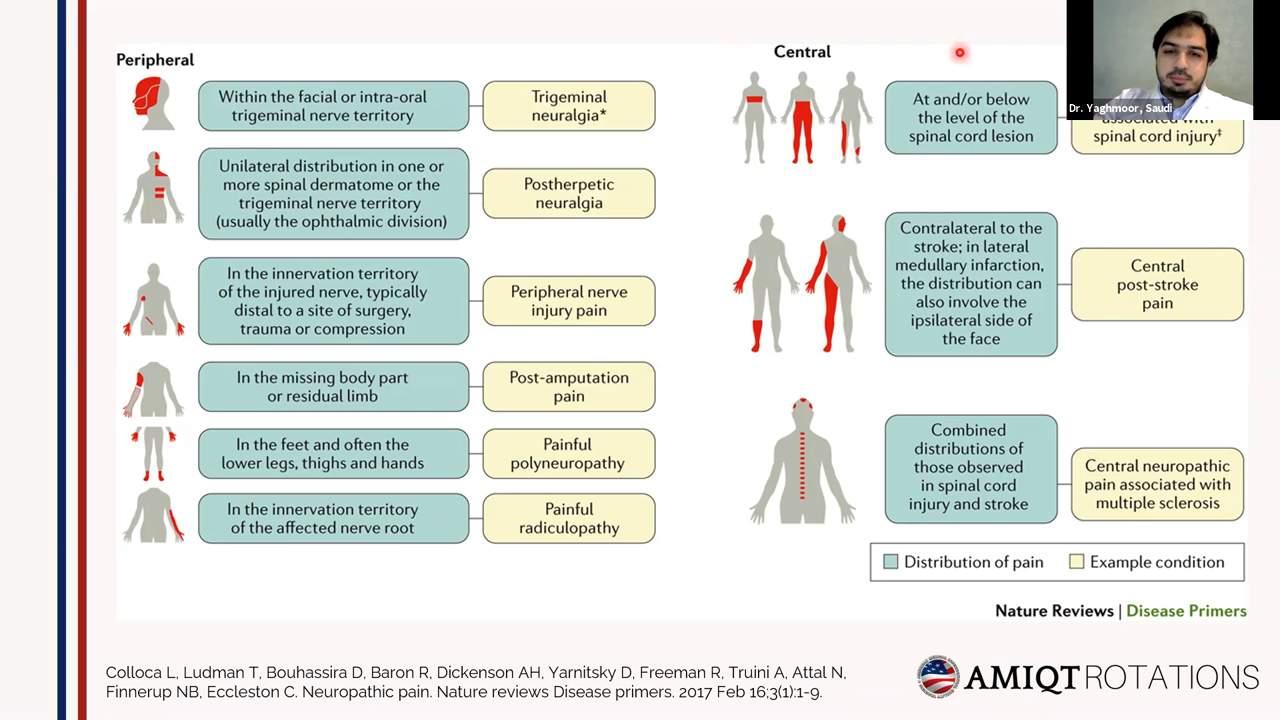 Peripheral
Within the facial or intra-oral
trigeminal nerve territory
Trigeminal
neuralgia*
Unilateral distribution in one or
more spinal dermatome or the
trigeminal nerve territory
(usually the ophthalmic division)
Postherpetic
neuralgia
In the innervation territory
of the injured nerve, typically
distal to a site of surgery,
trauma or compression
Peripheral nerve
injury pain
In the missing body part
or residual limb
Post-amputation
pain
In the feet and often the
lower legs, thighs and hands
Painful
polyneuropathy
In the innervation territory
of the affected nerve root
Painful
radiculopathy
Central
At and/or below
the level of the
spinal cord lesion
associated with
spinal cord injury‡
Contralateral to the
stroke; in lateral
medullary infarction,
the distribution can
also involve the
ipsilateral side of
the face
Central
post-stroke
pain
Combined
distributions of
those observed
in spinal cord
injury and stroke
Central neuropathic
pain associated with
multiple sclerosis
Distribution of pain
Example condition
Nature Reviews | Disease Primers
Dr. Yaghmoor, Saudi
Colloca L, Ludman T, Bouhassira D, Baron R, Dickenson AH, Yarnitsky D, Freeman R, Truini A, Attal N,
Finnerup NB, Eccleston C. Neuropathic pain. Nature reviews Disease primers. 2017 Feb 16;3(1):1-9.
AMIQT ROTATIONS